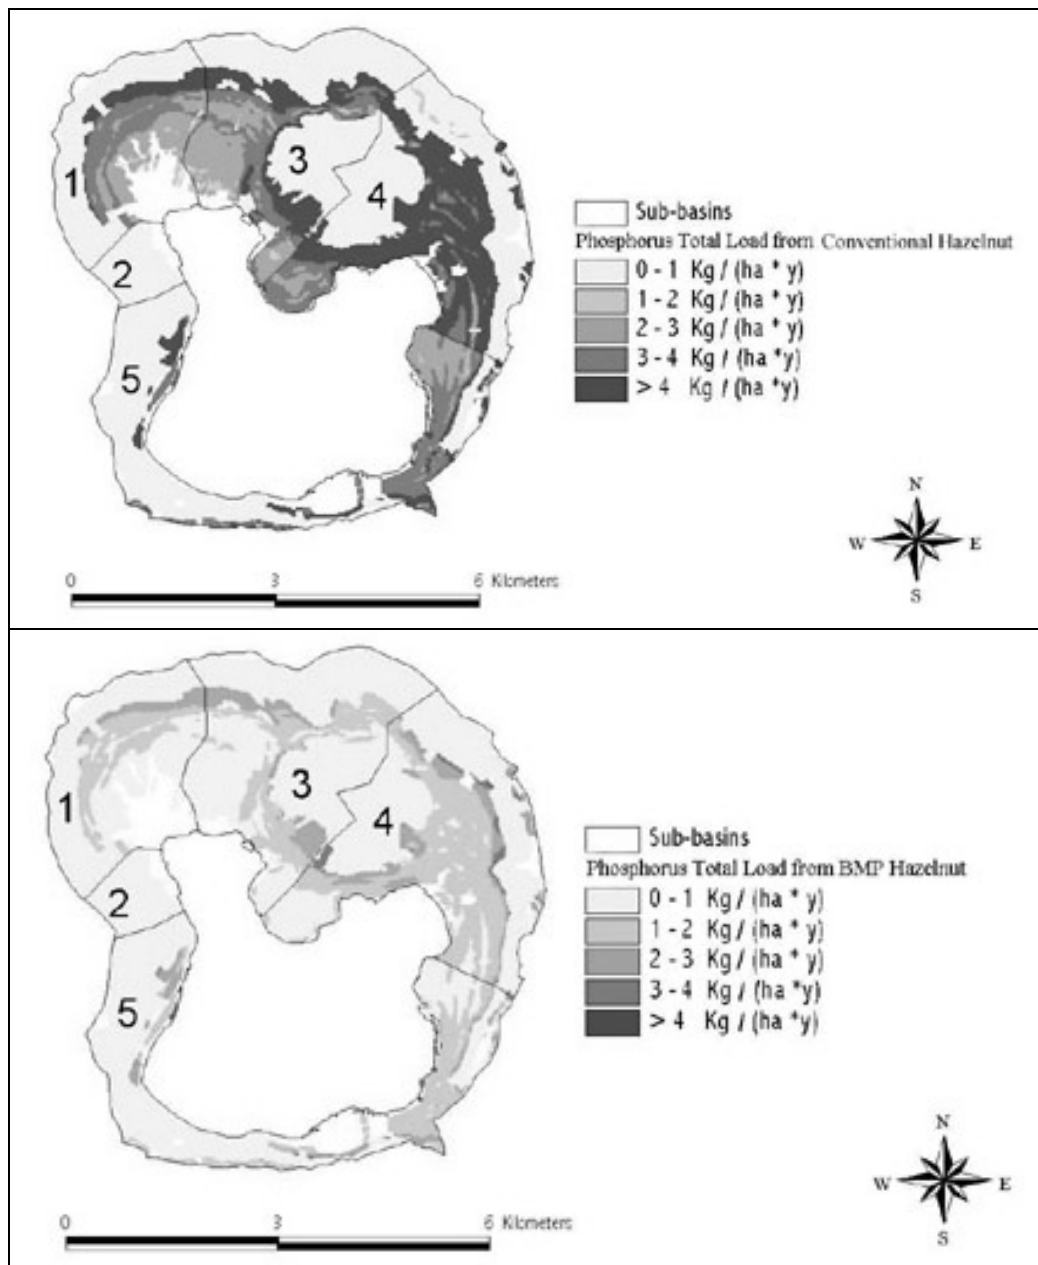 1
2
3
4
5
Sub-basins
Phosphorus Total Load from Conventional Hazelnut
0 - 1 Kg / (ha * y)
1 - 2 Kg / (ha * y)
2 - 3 Kg / (ha * y)
3 - 4 Kg / (ha *y)
> 4 Kg / (ha *y)
N
W E
S
0 3 6 Kilometers
1
2
3
4
5
Sub-basins
Phosphorus Total Load from BMP Hazelnut
0 - 1 Kg / (ha * y)
1 - 2 Kg / (ha * y)
2 - 3 Kg / (ha * y)
3 - 4 Kg / (ha *y)
> 4 Kg / (ha *y)
N
W E
S
0 3 6 Kilometers